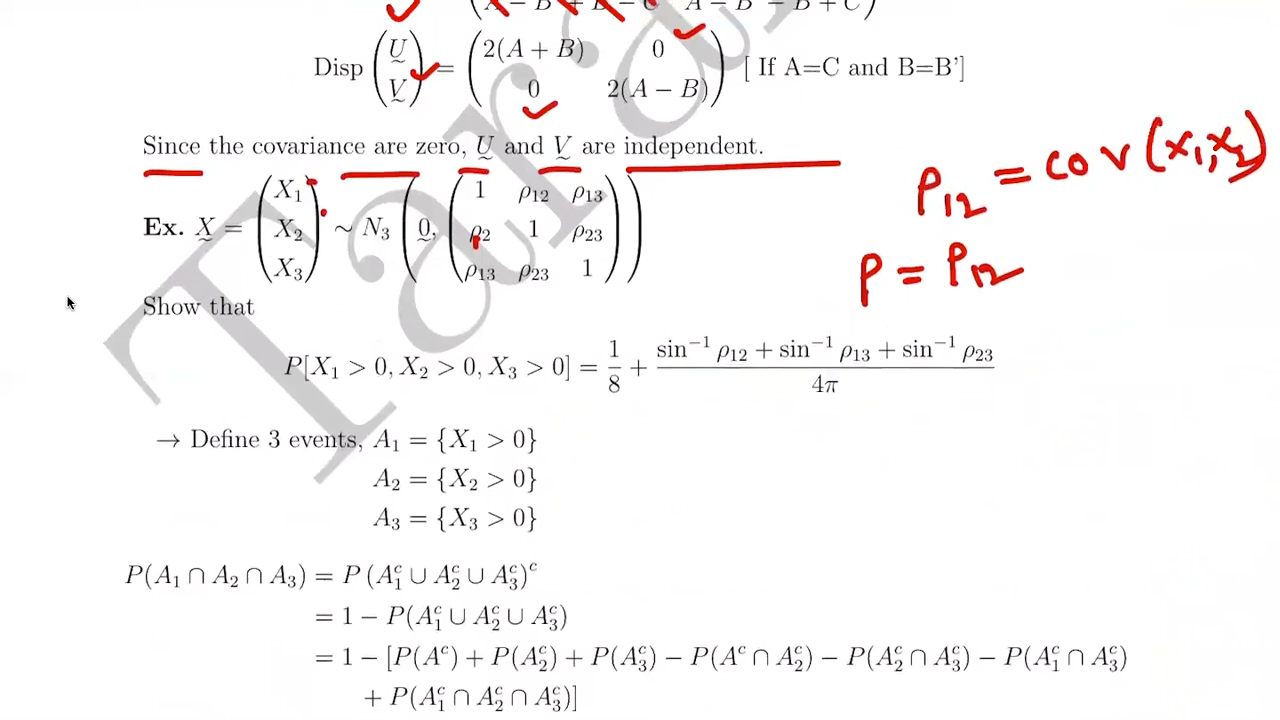 (A − B + B − C A − B − B + C)
Disp (U V) = (2(A + B) 0 0 2(A − B)) [ If A=C and B=B’]
Since the covariance are zero, U and V are independent.
ρ12 = cov(x1,x2)
Ex. X = (X1 X2 X3) ∼ N3 (0, (1 ρ12 ρ13 ρ2 1 ρ23 ρ13 ρ23 1))
ρ = ρ12
Show that
P[X1 > 0, X2 > 0, X3 > 0] = 1/8 + (sin−1 ρ12 + sin−1 ρ13 + sin−1 ρ23)/4π
→ Define 3 events, A1 = {X1 > 0}
A2 = {X2 > 0}
A3 = {X3 > 0}
P(A1 ∩ A2 ∩ A3) = P (A1^c ∪ A2^c ∪ A3^c)^c
= 1 − P(A1^c ∪ A2^c ∪ A3^c)
= 1 − [P(A^c) + P(A2^c) + P(A3^c) − P(A^c ∩ A2^c) − P(A2^c ∩ A3^c) − P(A1^c ∩ A3^c)
+ P(A1^c ∩ A2^c ∩ A3^c)]